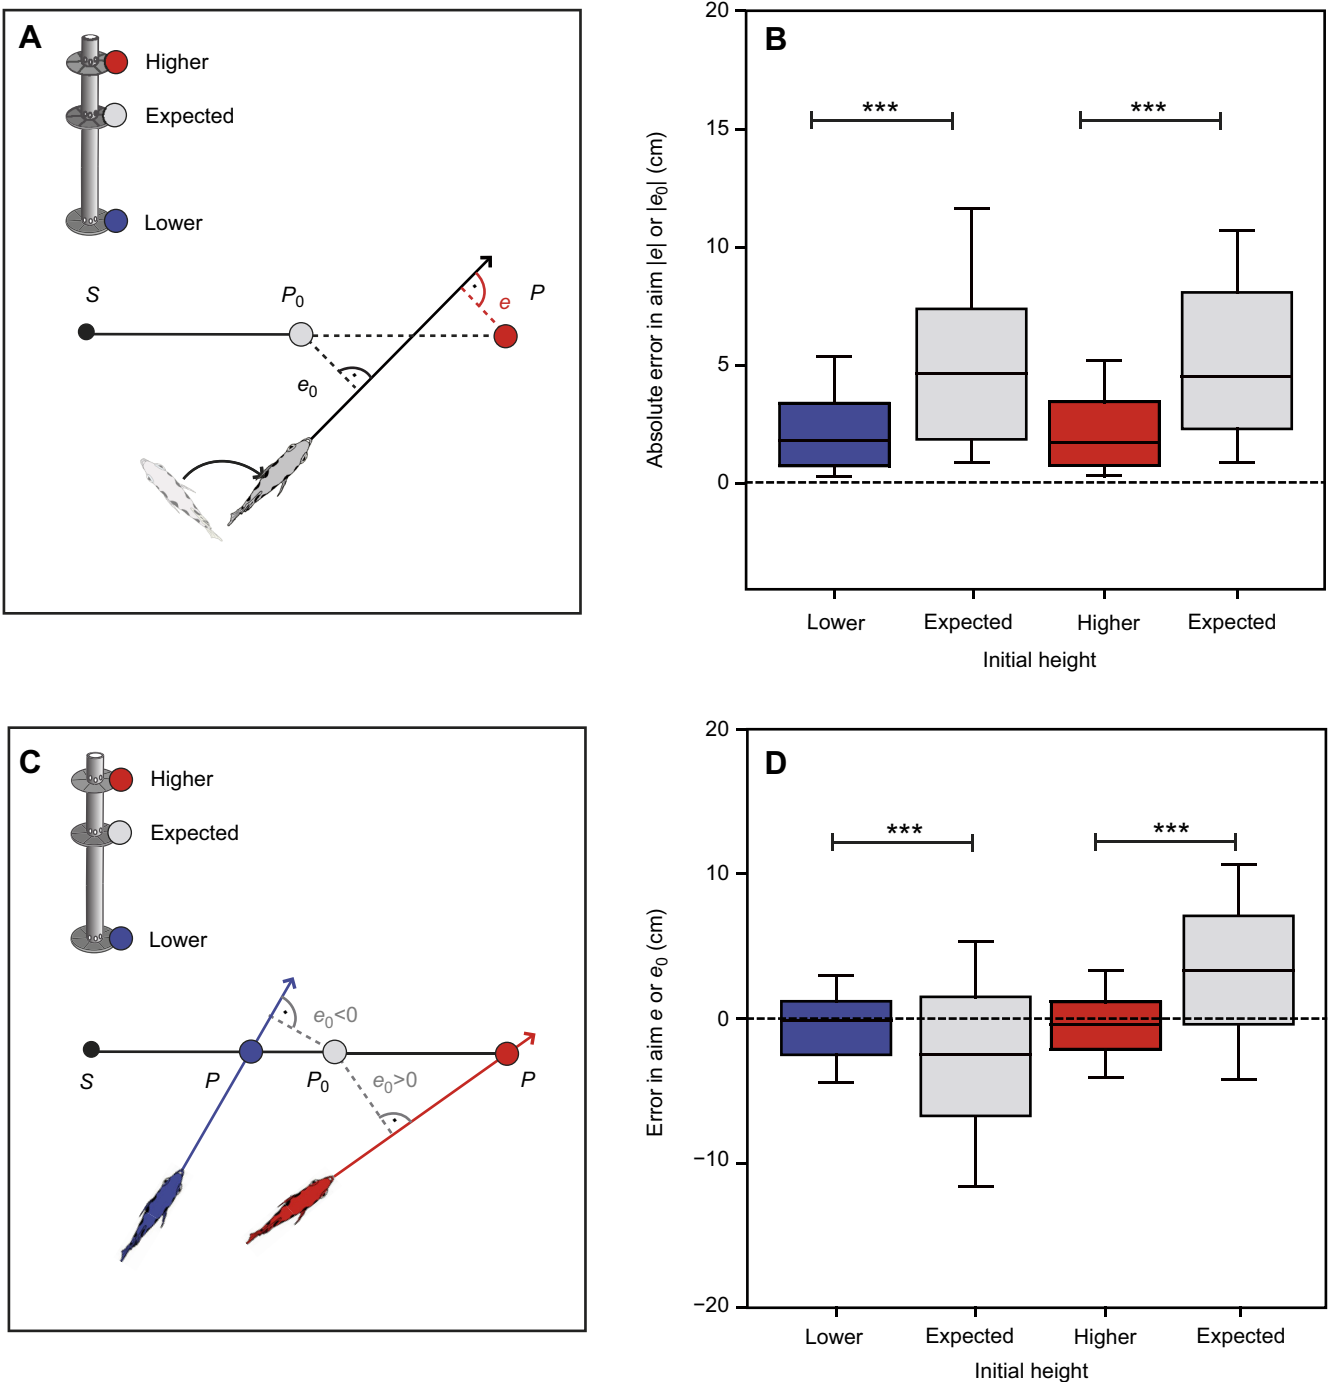 A
Higher
Expected
Lower
S
P0
P
e
e0
B
Absolute error in aim |e| or |e0| (cm)
20
15
10
5
0
***
***
Lower
Expected
Higher
Expected
Initial height
C
Higher
Expected
Lower
e0<0
S
P
P0
e0>0
P
D
Error in aim e or e0 (cm)
20
10
0
−10
−20
***
***
Lower
Expected
Higher
Expected
Initial height